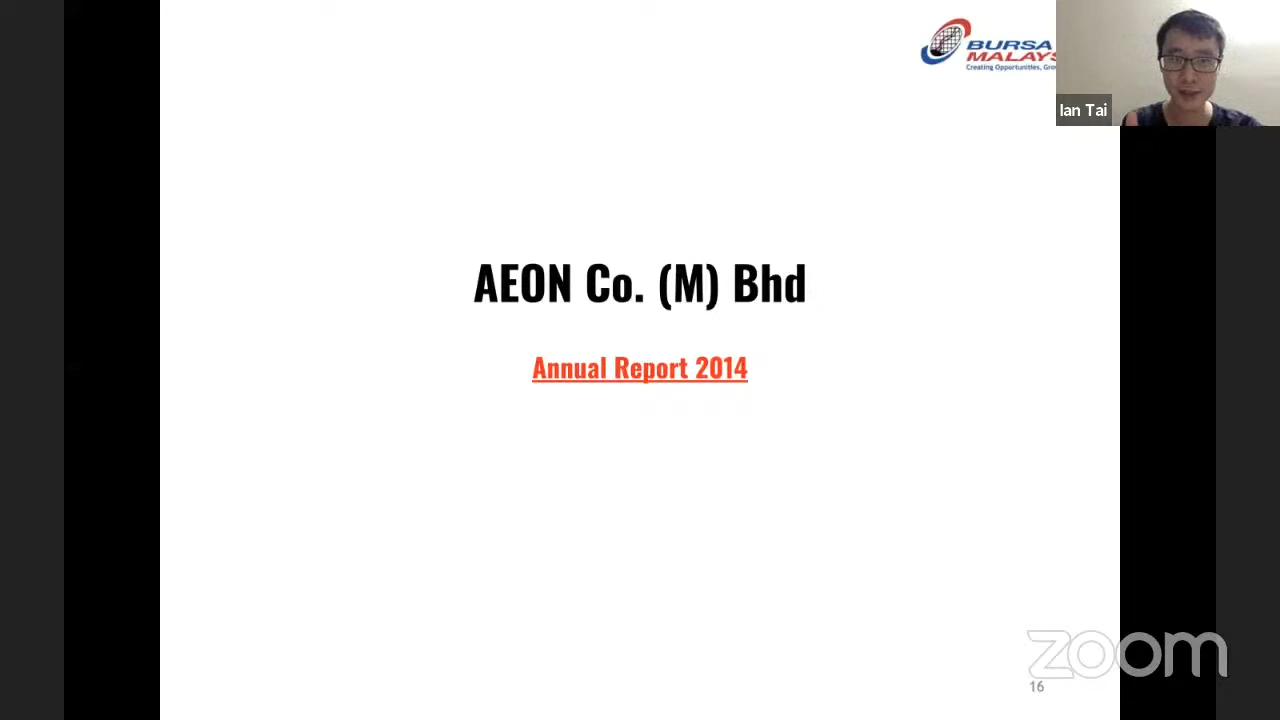 BURSA
MALAYS
Creating Opportunities, Gro
Ian Tai
AEON Co. (M) Bhd
Annual Report 2014
zoom
16